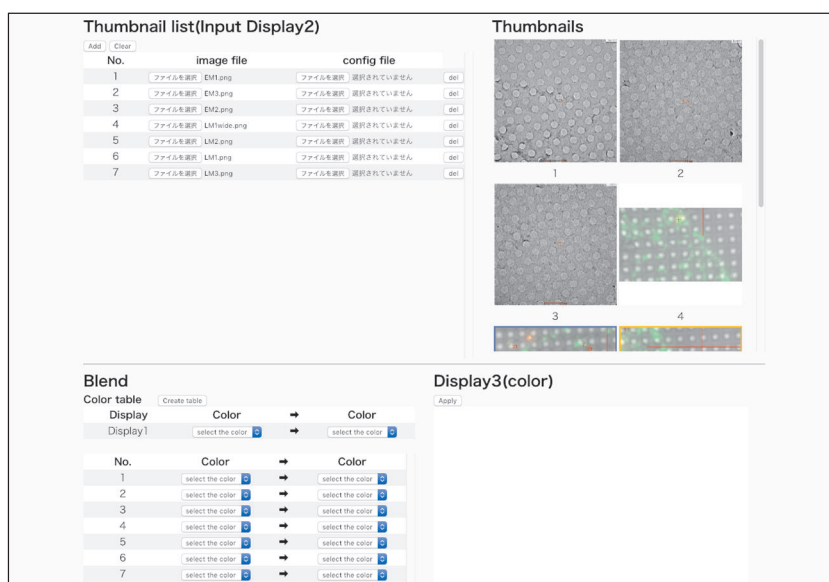 Thumbnail list(Input Display2)
Add Clear
No. image file config file
1 ファイルを選択 EM1.png ファイルを選択 選択されていません del
2 ファイルを選択 EM3.png ファイルを選択 選択されていません del
3 ファイルを選択 EM2.png ファイルを選択 選択されていません del
4 ファイルを選択 LM1wide.png ファイルを選択 選択されていません del
5 ファイルを選択 LM2.png ファイルを選択 選択されていません del
6 ファイルを選択 LM1.png ファイルを選択 選択されていません del
7 ファイルを選択 LM3.png ファイルを選択 選択されていません del
Thumbnails
1 2
3 4
Blend
Color table Create table
Display Color ➡ Color
Display1 select the color ➡ select the color
No. Color ➡ Color
1 select the color ➡ select the color
2 select the color ➡ select the color
3 select the color ➡ select the color
4 select the color ➡ select the color
5 select the color ➡ select the color
6 select the color ➡ select the color
7 select the color ➡ select the color
Display3(color)
Apply